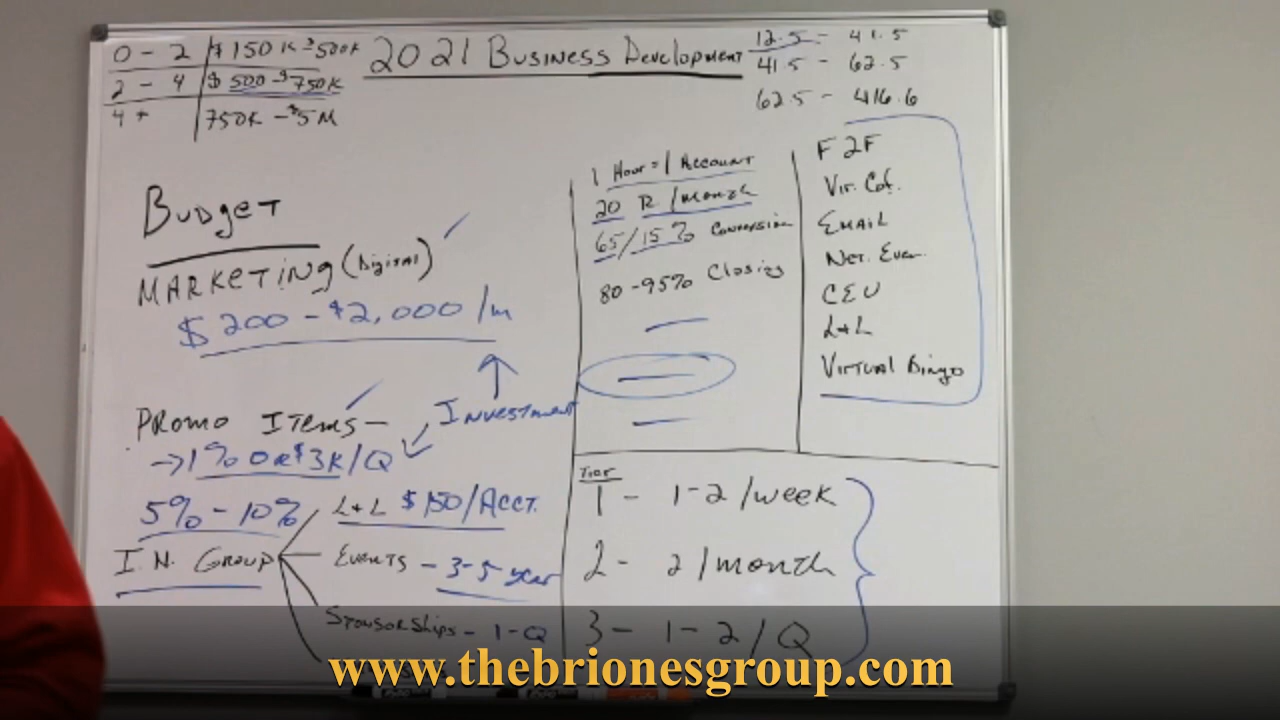 2021 Business Development
0 - 2 $150K - $500K
2 - 4 $500 - $750K
4+ 750K - $5M
12.5 - 41.5
41.5 - 62.5
62.5 - 416.6
Budget
Marketing (Digital)
$200 - $2,000 /m
Investment
Promo Items -
→ 1% OR $3K/Q
5% - 10%
I.N. Group
L+L $150/Acct.
Events - 3-5 year
Sponsorships - 1-Q
1 Hour = 1 Account
20 R /month
65/15% Conversion
80-95% Closing
F2F
Vir. Cof.
Email
Net. Even.
CEU
L+L
Virtual Bingo
Tier
1 - 1-2/week
2 - 2/month
3 - 1-2/Q
www.thebrionesgroup.com